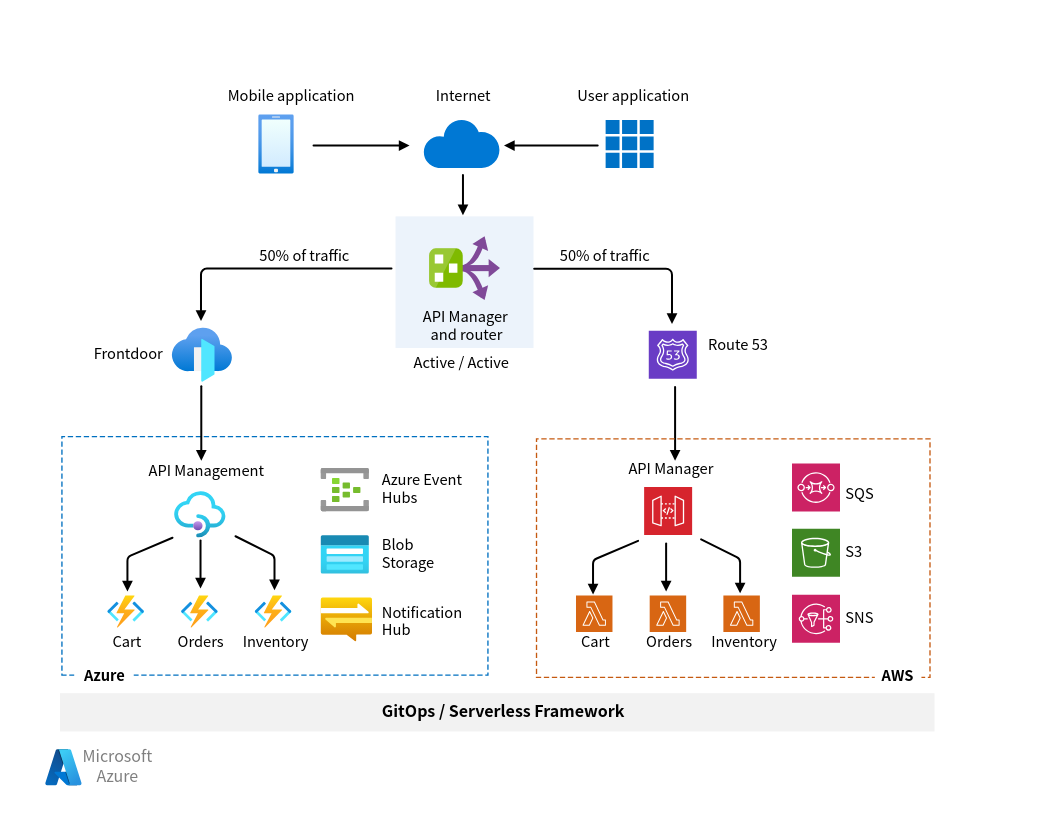 Mobile application
Internet
User application
50% of traffic
50% of traffic
API Manager
and router
Active / Active
Frontdoor
53
Route 53
API Management
Azure Event
Hubs
Blob
Storage
Notification
Hub
Cart
Orders
Inventory
Azure
API Manager
</>
SQS
S3
SNS
Cart
Orders
Inventory
AWS
GitOps / Serverless Framework
Microsoft
Azure